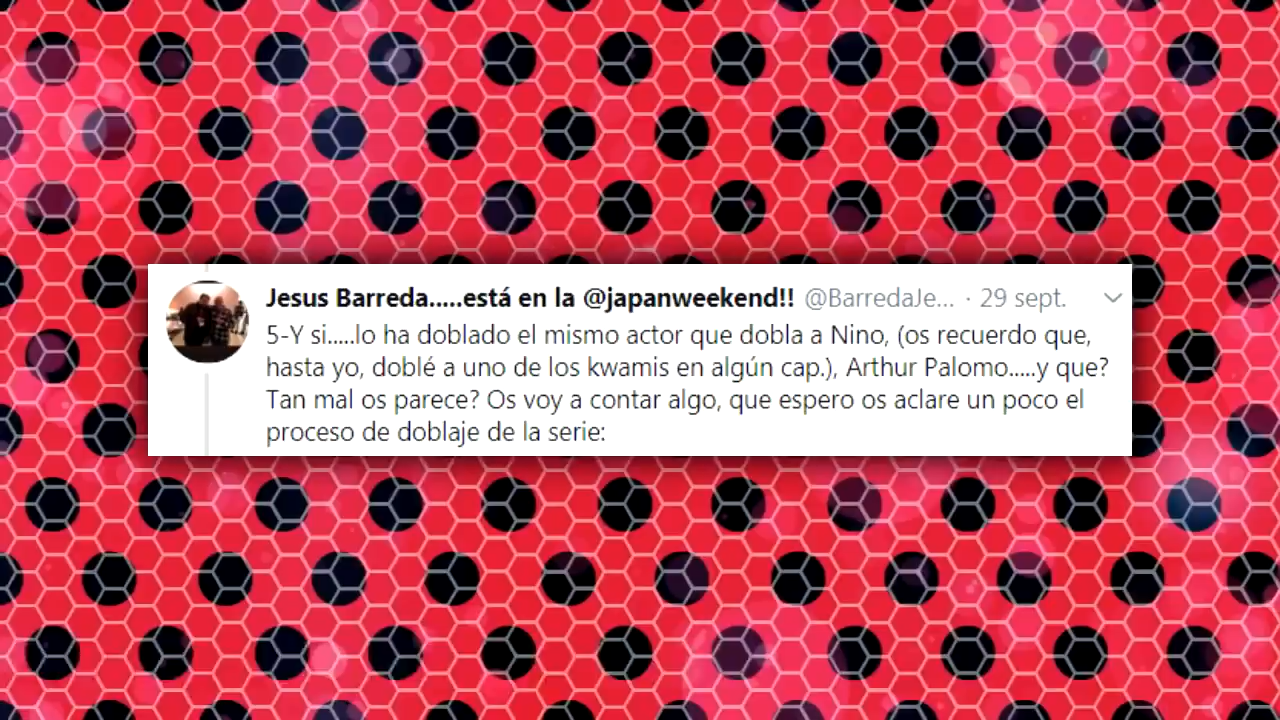 Jesus Barreda.....está en la @japanweekend!! @BarredaJe... · 29 sept.
5-Y si.....lo ha doblado el mismo actor que dobla a Nino, (os recuerdo que,
hasta yo, doblé a uno de los kwamis en algún cap.), Arthur Palomo.....y que?
Tan mal os parece? Os voy a contar algo, que espero os aclare un poco el
proceso de doblaje de la serie: